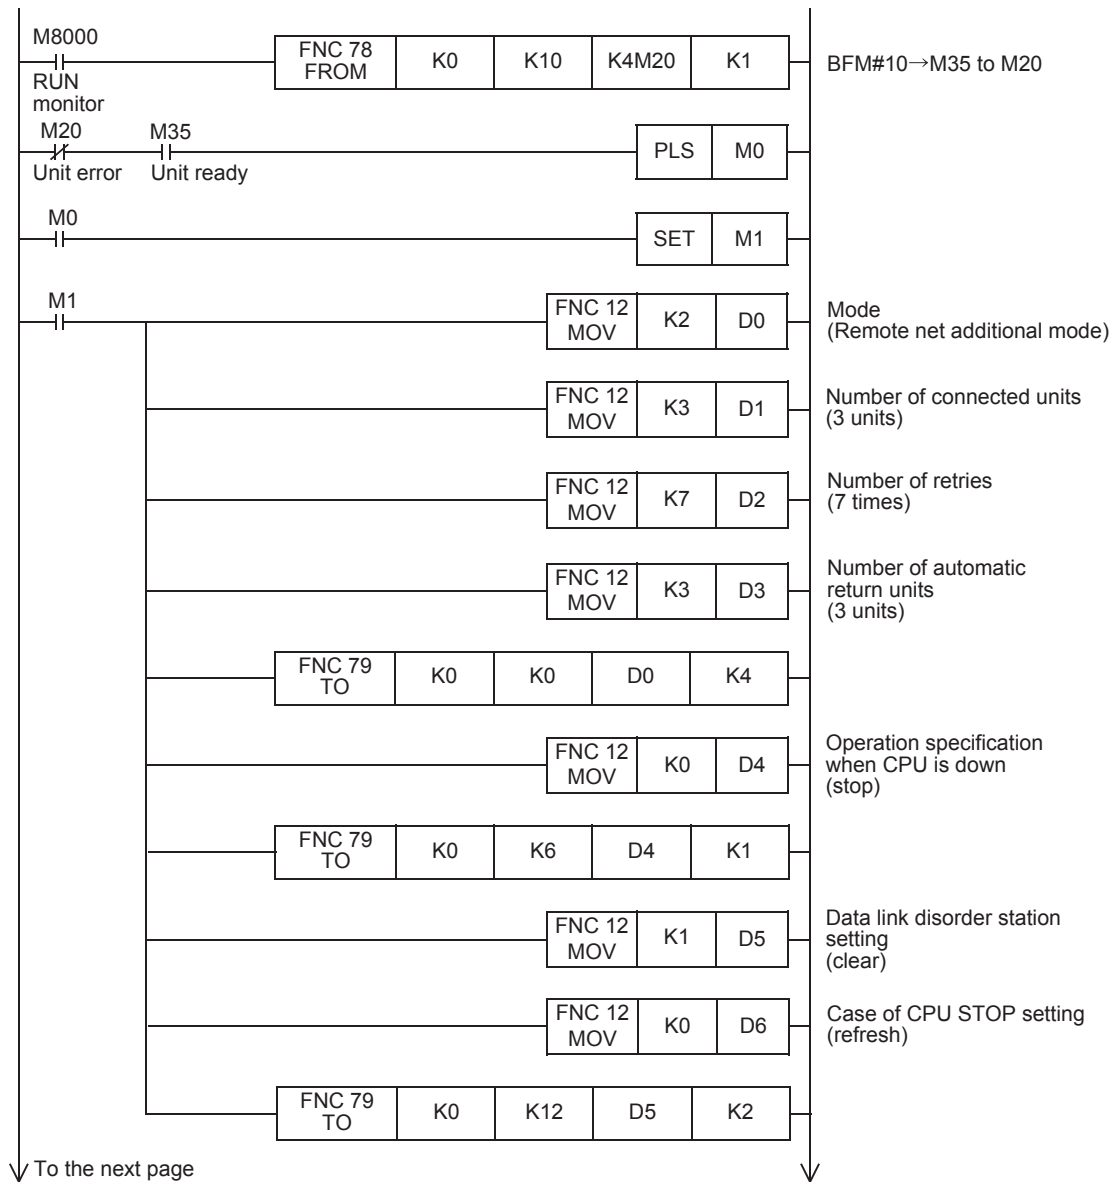 M8000
FNC 78
FROM
K0
K10
K4M20
K1
BFM#10→M35 to M20
RUN
monitor
M20
M35
PLS
M0
Unit error
Unit ready
M0
SET
M1
M1
FNC 12
MOV
K2
D0
Mode
(Remote net additional mode)
FNC 12
MOV
K3
D1
Number of connected units
(3 units)
FNC 12
MOV
K7
D2
Number of retries
(7 times)
FNC 12
MOV
K3
D3
Number of automatic
return units
(3 units)
FNC 79
TO
K0
K0
D0
K4
FNC 12
MOV
K0
D4
Operation specification
when CPU is down
(stop)
FNC 79
TO
K0
K6
D4
K1
FNC 12
MOV
K1
D5
Data link disorder station
setting
(clear)
FNC 12
MOV
K0
D6
Case of CPU STOP setting
(refresh)
FNC 79
TO
K0
K12
D5
K2
To the next page